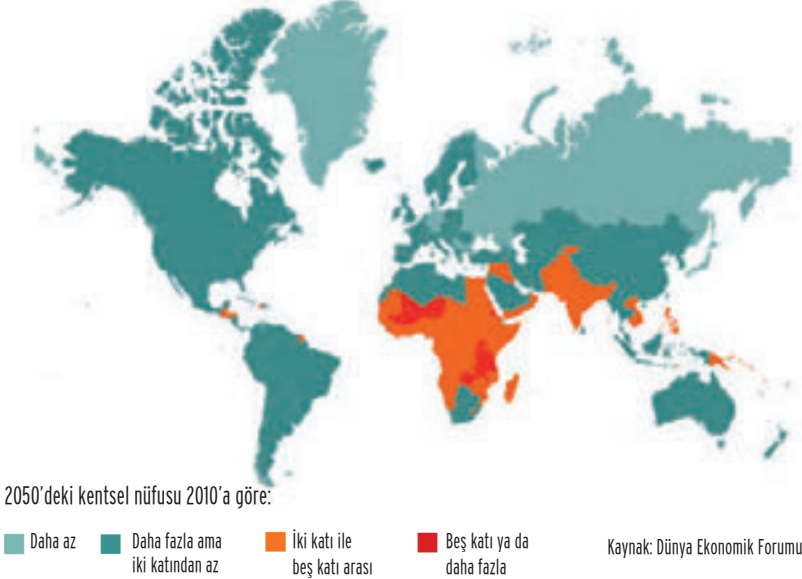 2050'deki kentsel nüfusu 2010'a göre:
Daha az
Daha fazla ama
iki katından az
İki katı ile
beş katı arası
Beş katı ya da
daha fazla
Kaynak: Dünya Ekonomik Forumu